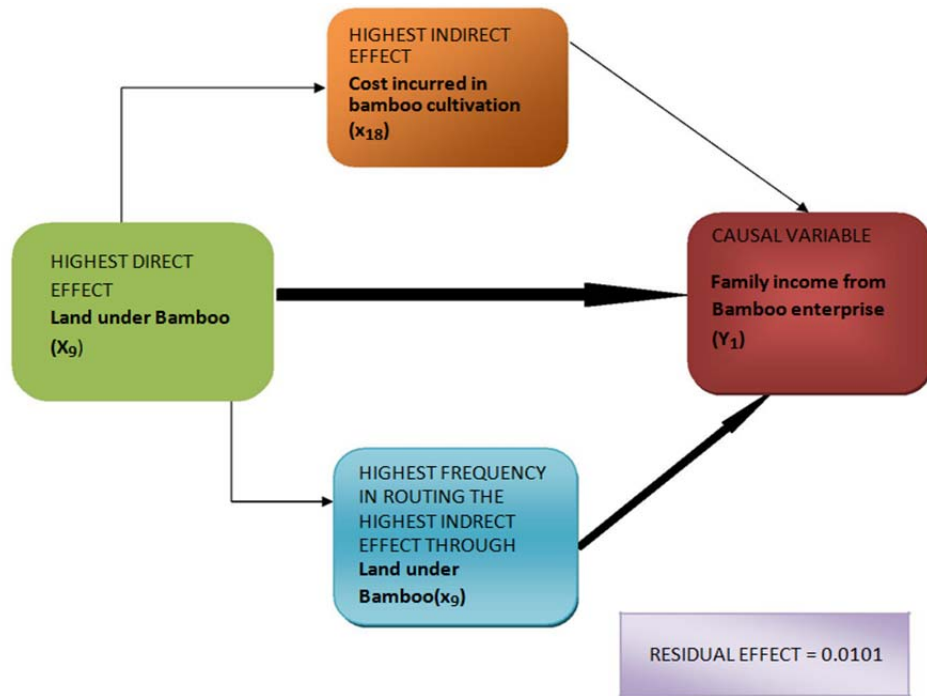 HIGHEST INDIRECT
EFFECT
Cost incurred in
bamboo cultivation
(x18)
HIGHEST DIRECT
EFFECT
Land under Bamboo
(X9)
CAUSAL VARIABLE
Family income from
Bamboo enterprise
(Y1)
HIGHEST FREQUENCY
IN ROUTING THE
HIGHEST INDRECT
EFFECT THROUGH
Land under
Bamboo(x9)
RESIDUAL EFFECT = 0.0101